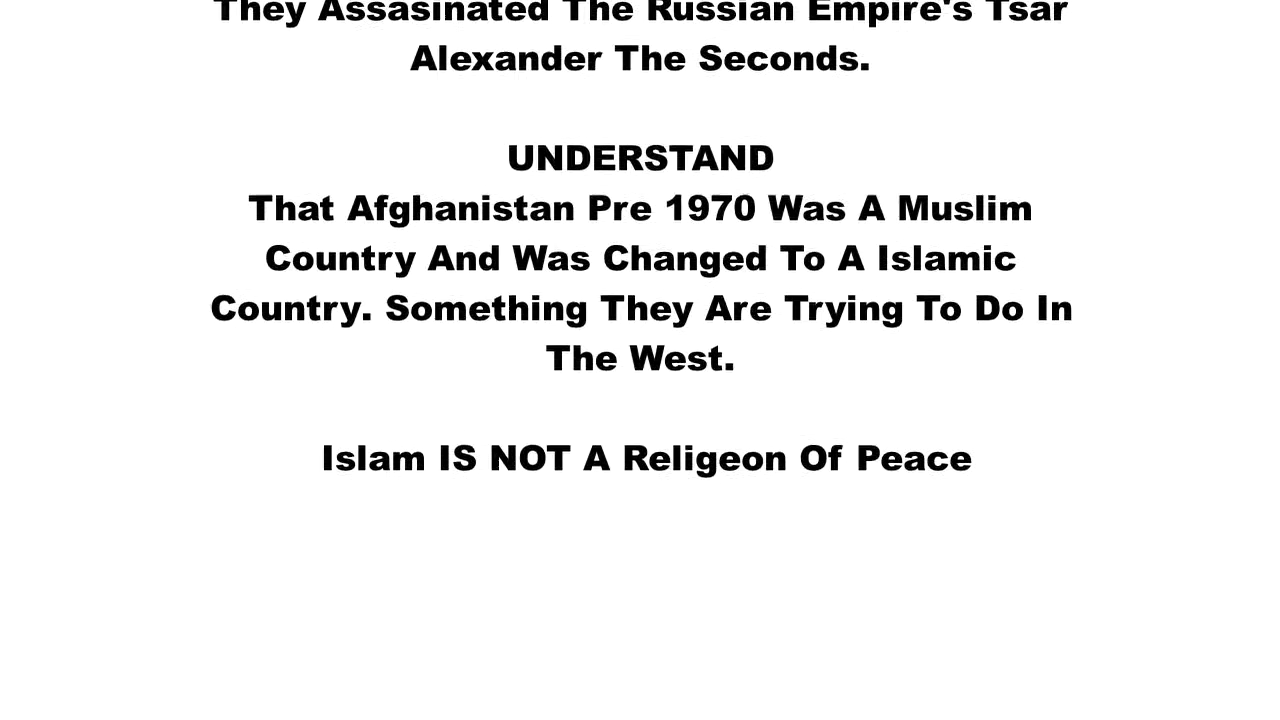 They Assasinated The Russian Empire's Tsar
Alexander The Seconds.
UNDERSTAND
That Afghanistan Pre 1970 Was A Muslim
Country And Was Changed To A Islamic
Country. Something They Are Trying To Do In
The West.
Islam IS NOT A Religeon Of Peace